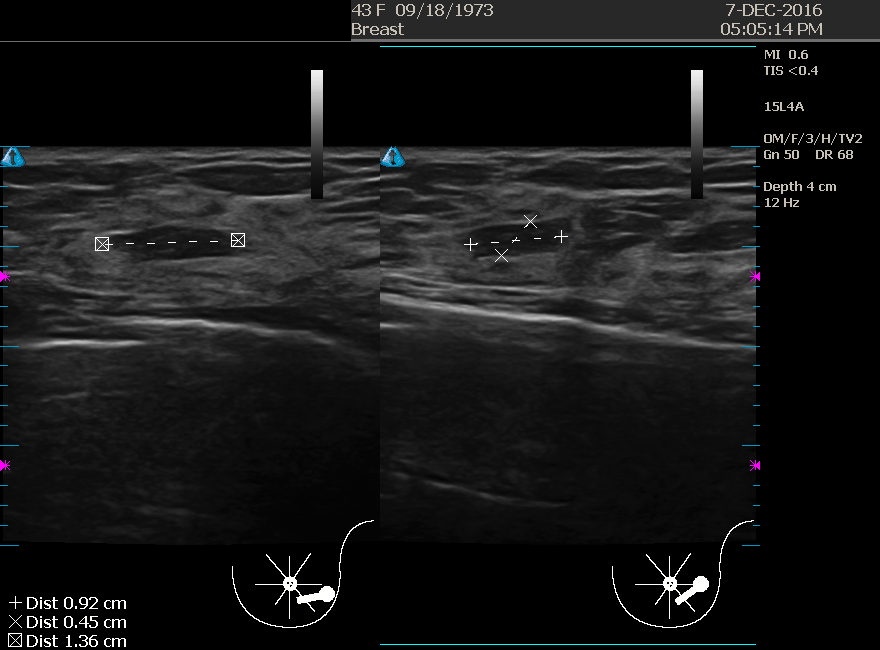 43 F 09/18/1973 7-DEC-2016
Breast 05:05:14 PM
MI 0.6
TIS <0.4
15L4A
OM/F/3/H/TV2
Gn 50 DR 68
Depth 4 cm
12 Hz
Dist 0.92 cm
Dist 0.45 cm
Dist 1.36 cm